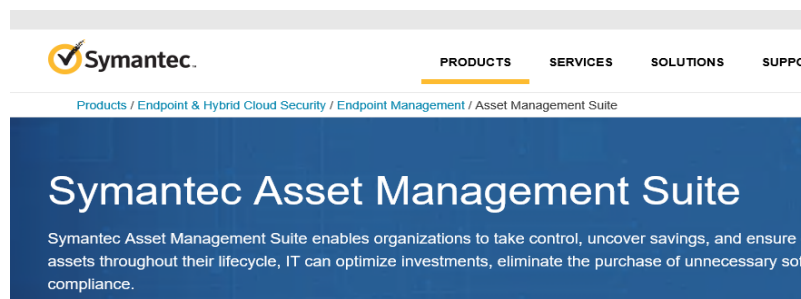 Symantec.
PRODUCTS SERVICES SOLUTIONS
Products / Endpoint & Hybrid Cloud Security / Endpoint Management / Asset Management Suite
Symantec Asset Management Suite
Symantec Asset Management Suite enables organizations to take control, uncover savings, and ensure
assets throughout their lifecycle, IT can optimize investments, eliminate the purchase of unnecessary
compliance.